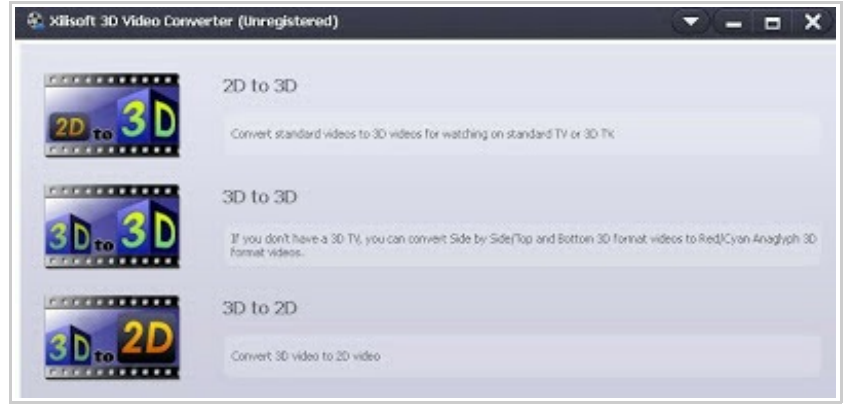 Xilisoft 3D Video Converter (Unregistered)
2D to 3D
2D to 3D
Convert standard videos to 3D videos for watching on standard TV or 3D TV.
3D to 3D
3D to 3D
If you don't have a 3D TV, you can convert Side by Side/Top and Bottom 3D format videos to Red/Cyan Anaglyph 3D
format videos.
3D to 2D
3D to 2D
Convert 3D video to 2D video